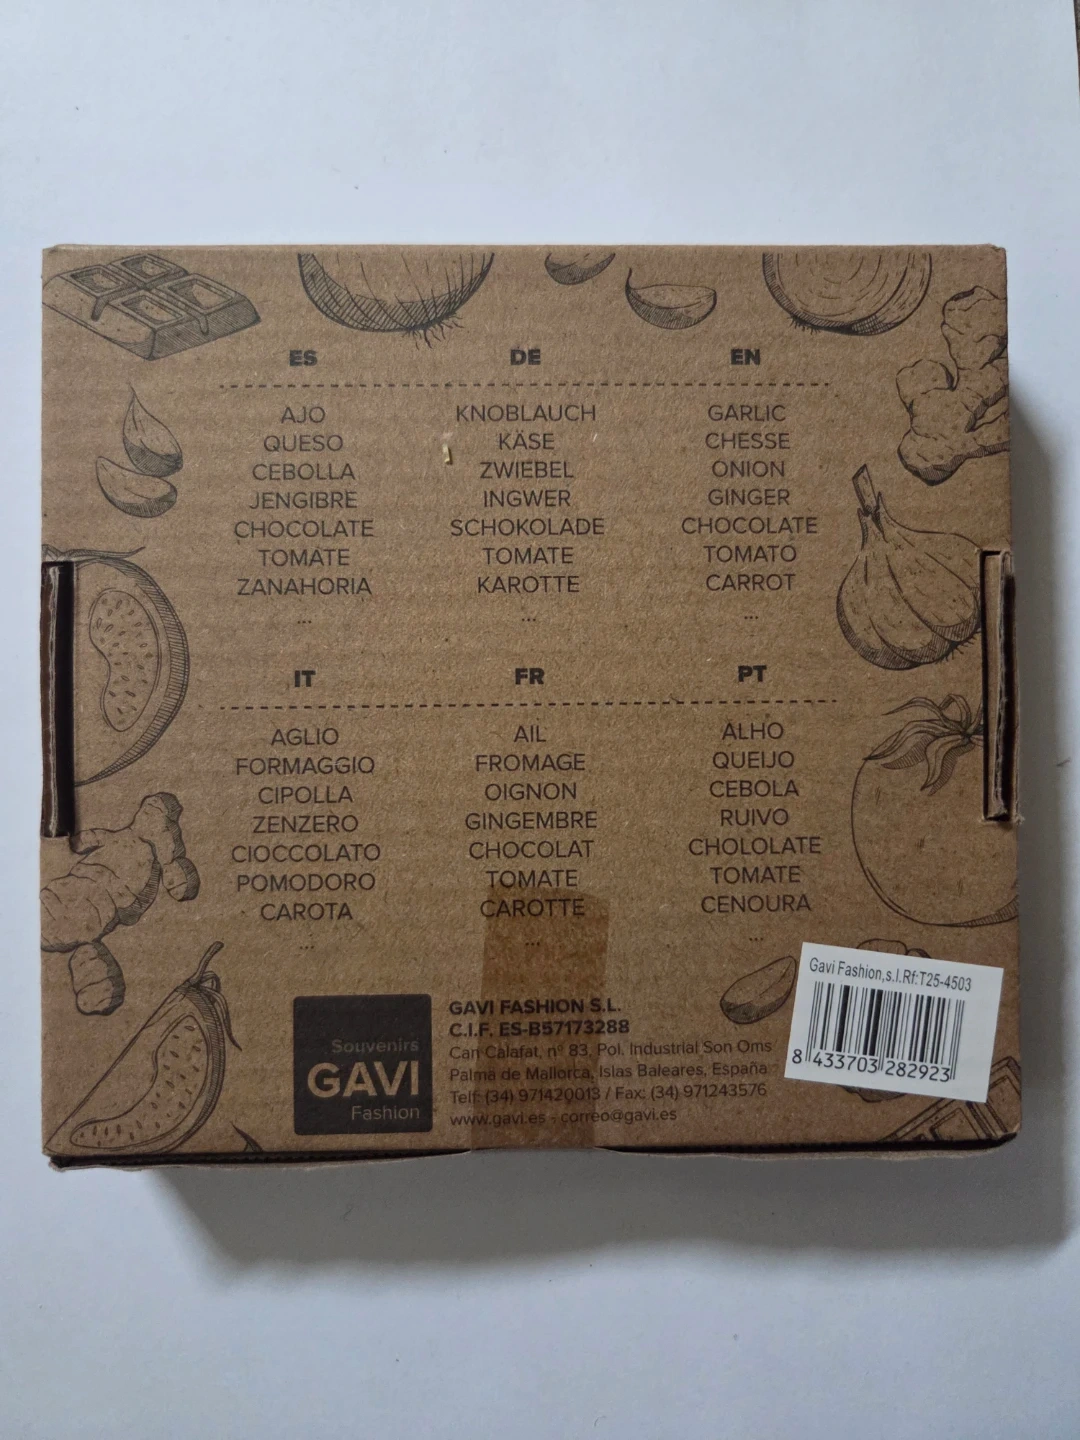 ES
AJO
QUESO
CEBOLLA
JENGIBRE
CHOCOLATE
TOMATE
ZANAHORIA
...
DE
KNOBLAUCH
KÄSE
ZWIEBEL
INGWER
SCHOKOLADE
TOMATE
KAROTTE
...
EN
GARLIC
CHESSE
ONION
GINGER
CHOCOLATE
TOMATO
CARROT
...
IT
AGLIO
FORMAGGIO
CIPOLLA
ZENZERO
CIOCCOLATO
POMODORO
CAROTA
...
FR
AIL
FROMAGE
OIGNON
GINGEMBRE
CHOCOLAT
TOMATE
CAROTTE
...
PT
ALHO
QUEIJO
CEBOLA
RUIVO
CHOLOLATE
TOMATE
CENOURA
...
Souvenirs
GAVI
Fashion
GAVI FASHION S.L.
C.I.F. ES-B57173288
Can Calafat, nº 83, Pol. Industrial Son Oms
Palma de Mallorca, Islas Baleares, España
Telf: (34) 971420013 / Fax: (34) 971243576
www.gavi.es - correo@gavi.es
Gavi Fashion,s.l.Rf:T25-4503
8 433703 282923